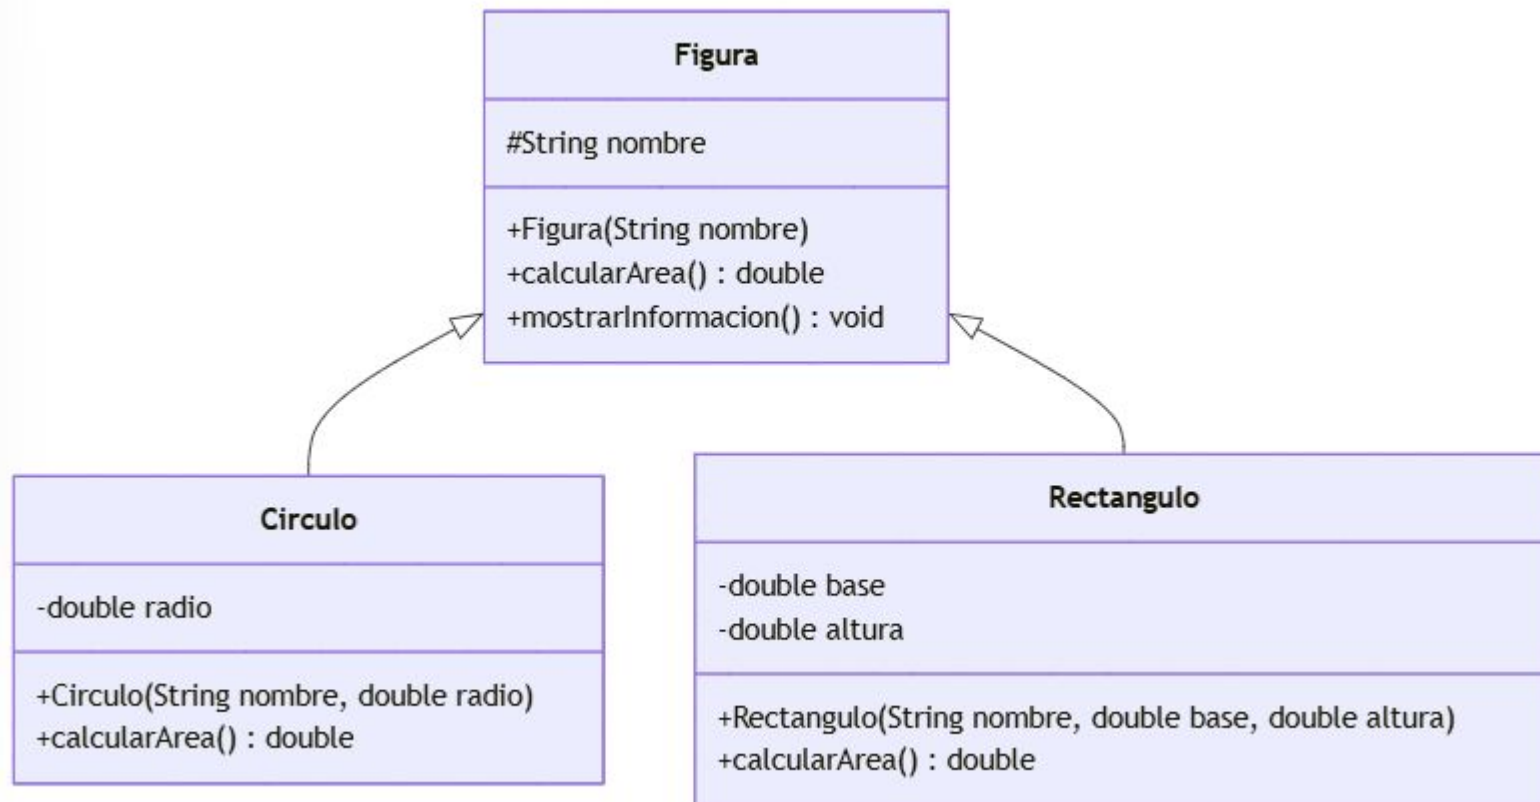 Figura
#String nombre
+Figura(String nombre)
+calcularArea() : double
+mostrarInformacion() : void
Circulo
-double radio
+Circulo(String nombre, double radio)
+calcularArea() : double
Rectangulo
-double base
-double altura
+Rectangulo(String nombre, double base, double altura)
+calcularArea() : double